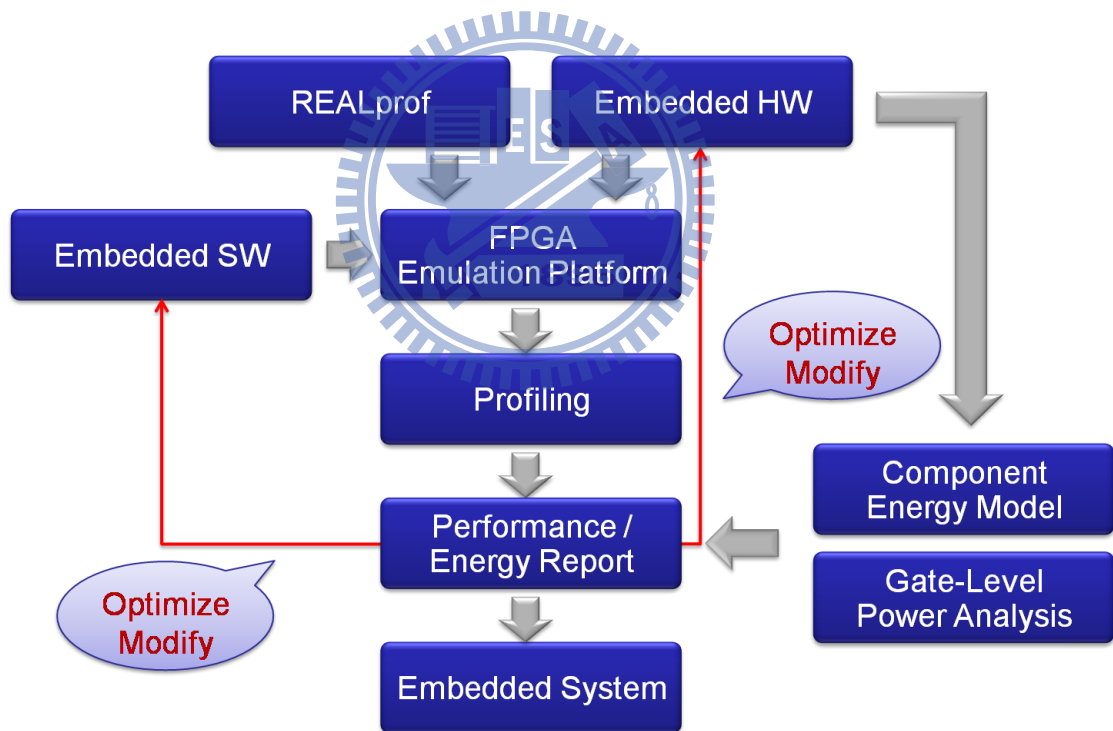 REALprof
Embedded HW
E S A
Embedded SW
FPGA
Emulation Platform
Optimize
Modify
Profiling
Component
Energy Model
Performance /
Energy Report
Gate-Level
Power Analysis
Optimize
Modify
Embedded System